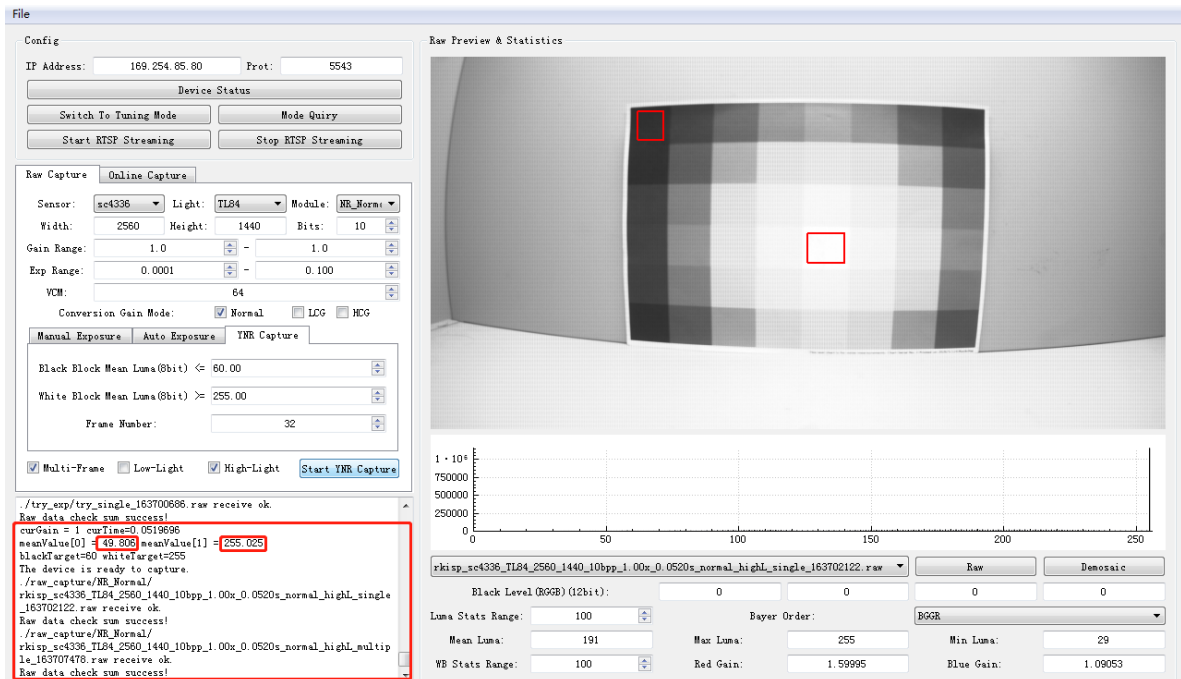 File
Config
IP Address: 169.254.85.80 Prot: 5543
Device Status
Switch To Tuning Mode Mode Quiry
Start RTSP Streaming Stop RTSP Streaming
Raw Capture Online Capture
Sensor: sc4336 Light: TL84 Module: NR_Norm
Width: 2560 Height: 1440 Bits: 10
Gain Range: 1.0 - 1.0
Exp Range: 0.0001 - 0.100
VCM: 64
Conversion Gain Mode: Normal LCG HCG
Manual Exposure Auto Exposure YNR Capture
Black Block Mean Luma(8bit) <= 60.00
White Block Mean Luma(8bit) >= 255.00
Frame Number: 32
Multi-Frame Low-Light High-Light Start YNR Capture
./try_exp/try_single_163700686.raw receive ok.
Raw data check sum success!
curGain = 1 curTime=0.0519696
meanValue[0] = 49.806 meanValue[1] = 255.025
blackTarget=60 whiteTarget=255
The device is ready to capture.
./raw_capture/NR_Normal/
rkisp_sc4336_TL84_2560_1440_10bpp_1.00x_0.0520s_normal_highL_single
_163702122.raw receive ok.
Raw data check sum success!
./raw_capture/NR_Normal/
rkisp_sc4336_TL84_2560_1440_10bpp_1.00x_0.0520s_normal_highL_multip
le_163707478.raw receive ok.
Raw data check sum success!
Raw Preview & Statistics
1·10⁶
750000
500000
250000
0
0 50 100 150 200 250
rkisp_sc4336_TL84_2560_1440_10bpp_1.00x_0.0520s_normal_highL_single_163702122.raw Raw Demosaic
Black Level(RGGB)(12bit): 0 0 0 0
Luma Stats Range: 100 Bayer Order: BGGR
Mean Luma: 191 Max Luma: 255 Min Luma: 29
WB Stats Range: 100 Red Gain: 1.59995 Blue Gain: 1.09053